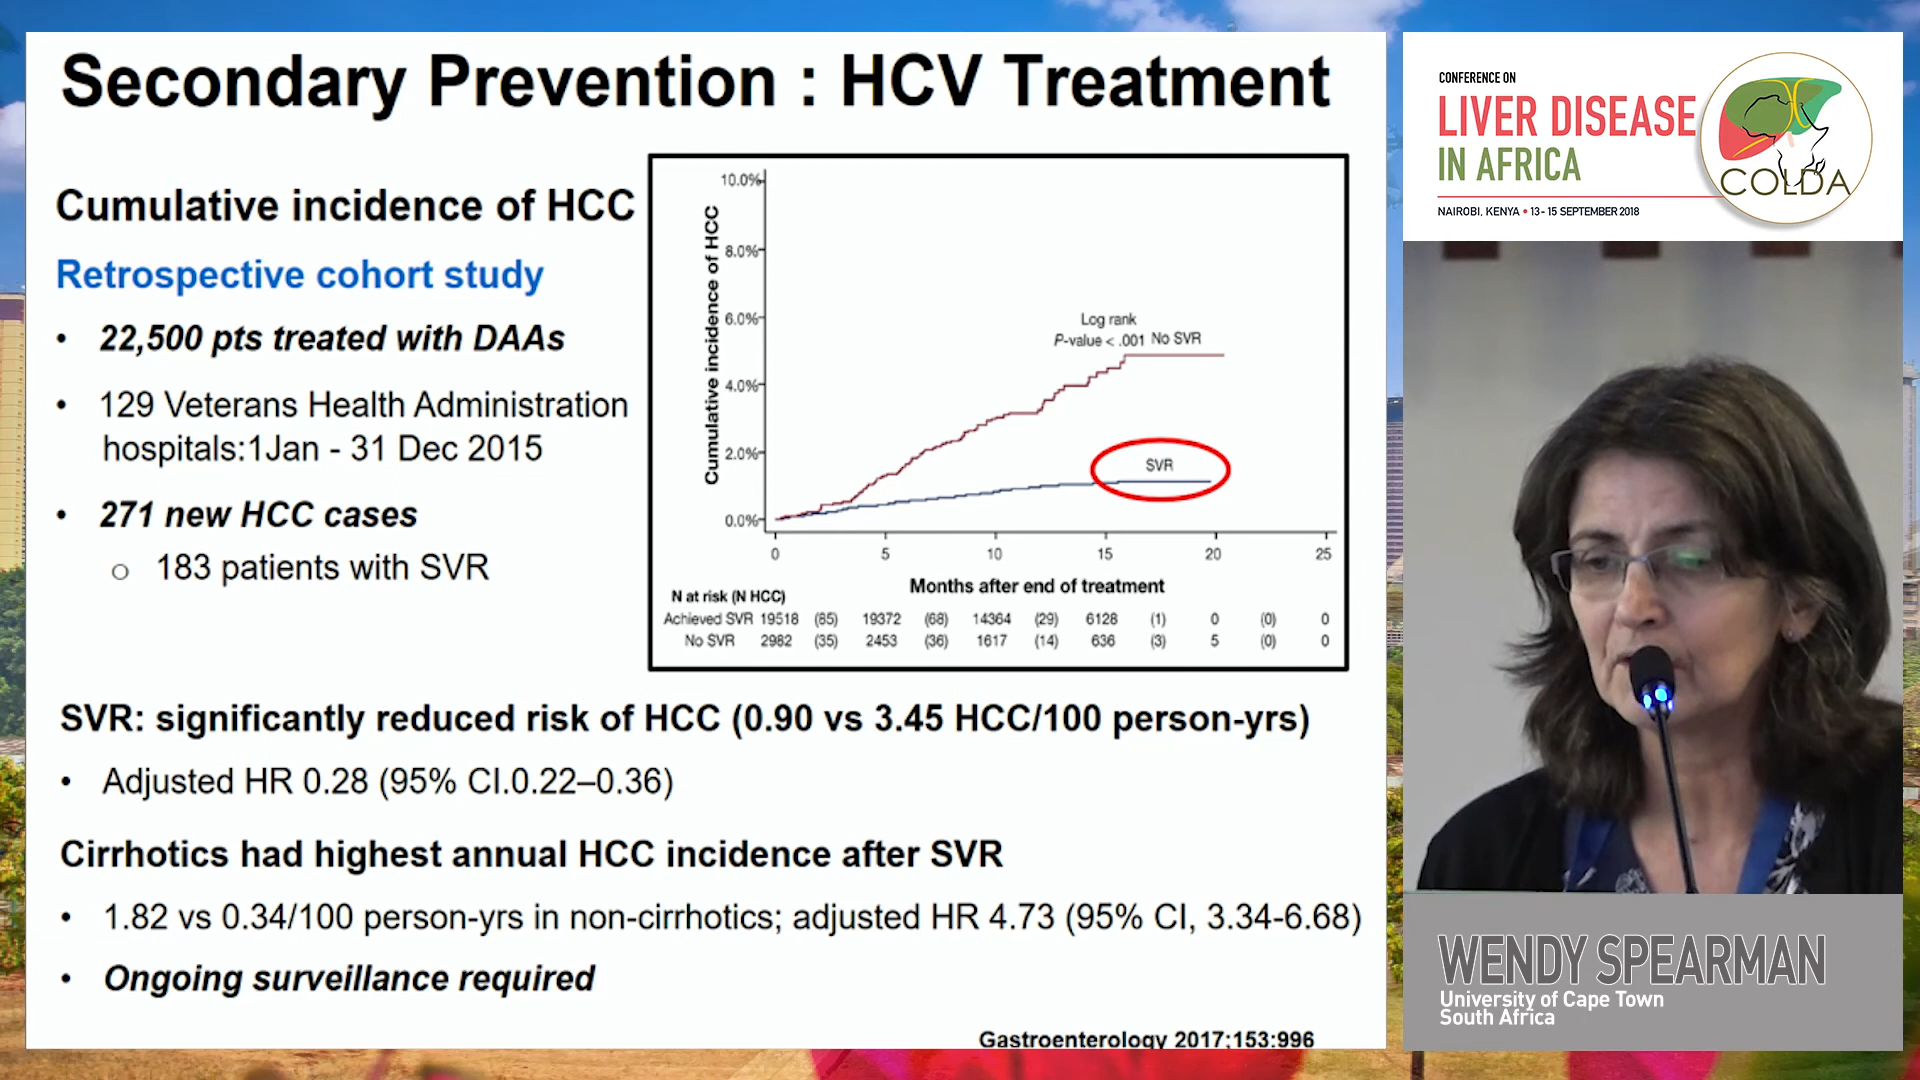 Secondary Prevention : HCV Treatment
Cumulative incidence of HCC
Retrospective cohort study
• 22,500 pts treated with DAAs
• 129 Veterans Health Administration
hospitals:1Jan - 31 Dec 2015
• 271 new HCC cases
o 183 patients with SVR
Cumulative incidence of HCC
10.0%
8.0%
6.0%
4.0%
2.0%
0.0%
Log rank
P-value < .001 No SVR
SVR
0 5 10 15 20 25
Months after end of treatment
N at risk (N HCC)
Achieved SVR 19518 (85) 19372 (68) 14364 (29) 6128 (1) 0 (0) 0
No SVR 2982 (35) 2453 (36) 1617 (14) 636 (3) 5 (0) 0
SVR: significantly reduced risk of HCC (0.90 vs 3.45 HCC/100 person-yrs)
• Adjusted HR 0.28 (95% CI.0.22–0.36)
Cirrhotics had highest annual HCC incidence after SVR
• 1.82 vs 0.34/100 person-yrs in non-cirrhotics; adjusted HR 4.73 (95% CI, 3.34-6.68)
• Ongoing surveillance required
Gastroenterology 2017;153:996
CONFERENCE ON
LIVER DISEASE
IN AFRICA
NAIROBI, KENYA • 13 - 15 SEPTEMBER 2018
COLDA
WENDY SPEARMAN
University of Cape Town
South Africa